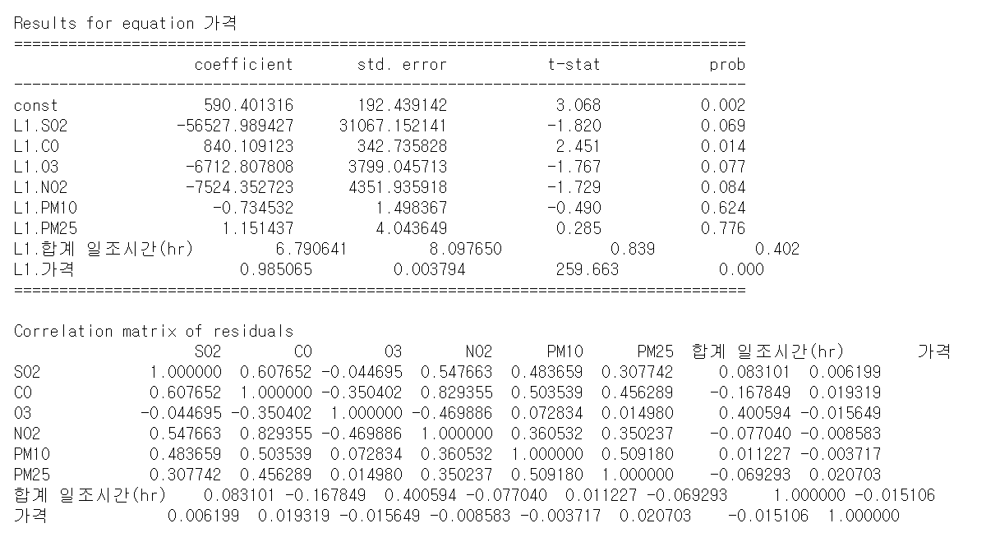 Results for equation 가격
==================================================================================
coefficient std. error t-stat prob
----------------------------------------------------------------------------------
const 590.401316 192.439142 3.068 0.002
L1.SO2 -56527.989427 31067.152141 -1.820 0.069
L1.CO 840.109123 342.735828 2.451 0.014
L1.O3 -6712.807808 3799.045713 -1.767 0.077
L1.NO2 -7524.352723 4351.935918 -1.729 0.084
L1.PM10 -0.734532 1.498367 -0.490 0.624
L1.PM25 1.151437 4.043649 0.285 0.776
L1.합계 일조시간(hr) 6.790641 8.097650 0.839 0.402
L1.가격 0.985065 0.003794 259.663 0.000
==================================================================================
Correlation matrix of residuals
SO2 CO O3 NO2 PM10 PM25 합계 일조시간(hr) 가격
SO2 1.000000 0.607652 -0.044695 0.547663 0.483659 0.307742 0.083101 0.006199
CO 0.607652 1.000000 -0.350402 0.829355 0.503539 0.456289 -0.167849 0.019319
O3 -0.044695 -0.350402 1.000000 -0.469886 0.072834 0.014980 0.400594 -0.015649
NO2 0.547663 0.829355 -0.469886 1.000000 0.360532 0.350237 -0.077040 -0.008583
PM10 0.483659 0.503539 0.072834 0.360532 1.000000 0.509180 0.011227 -0.003717
PM25 0.307742 0.456289 0.014980 0.350237 0.509180 1.000000 -0.069293 0.020703
합계 일조시간(hr) 0.083101 -0.167849 0.400594 -0.077040 0.011227 -0.069293 1.000000 -0.015106
가격 0.006199 0.019319 -0.015649 -0.008583 -0.003717 0.020703 -0.015106 1.000000